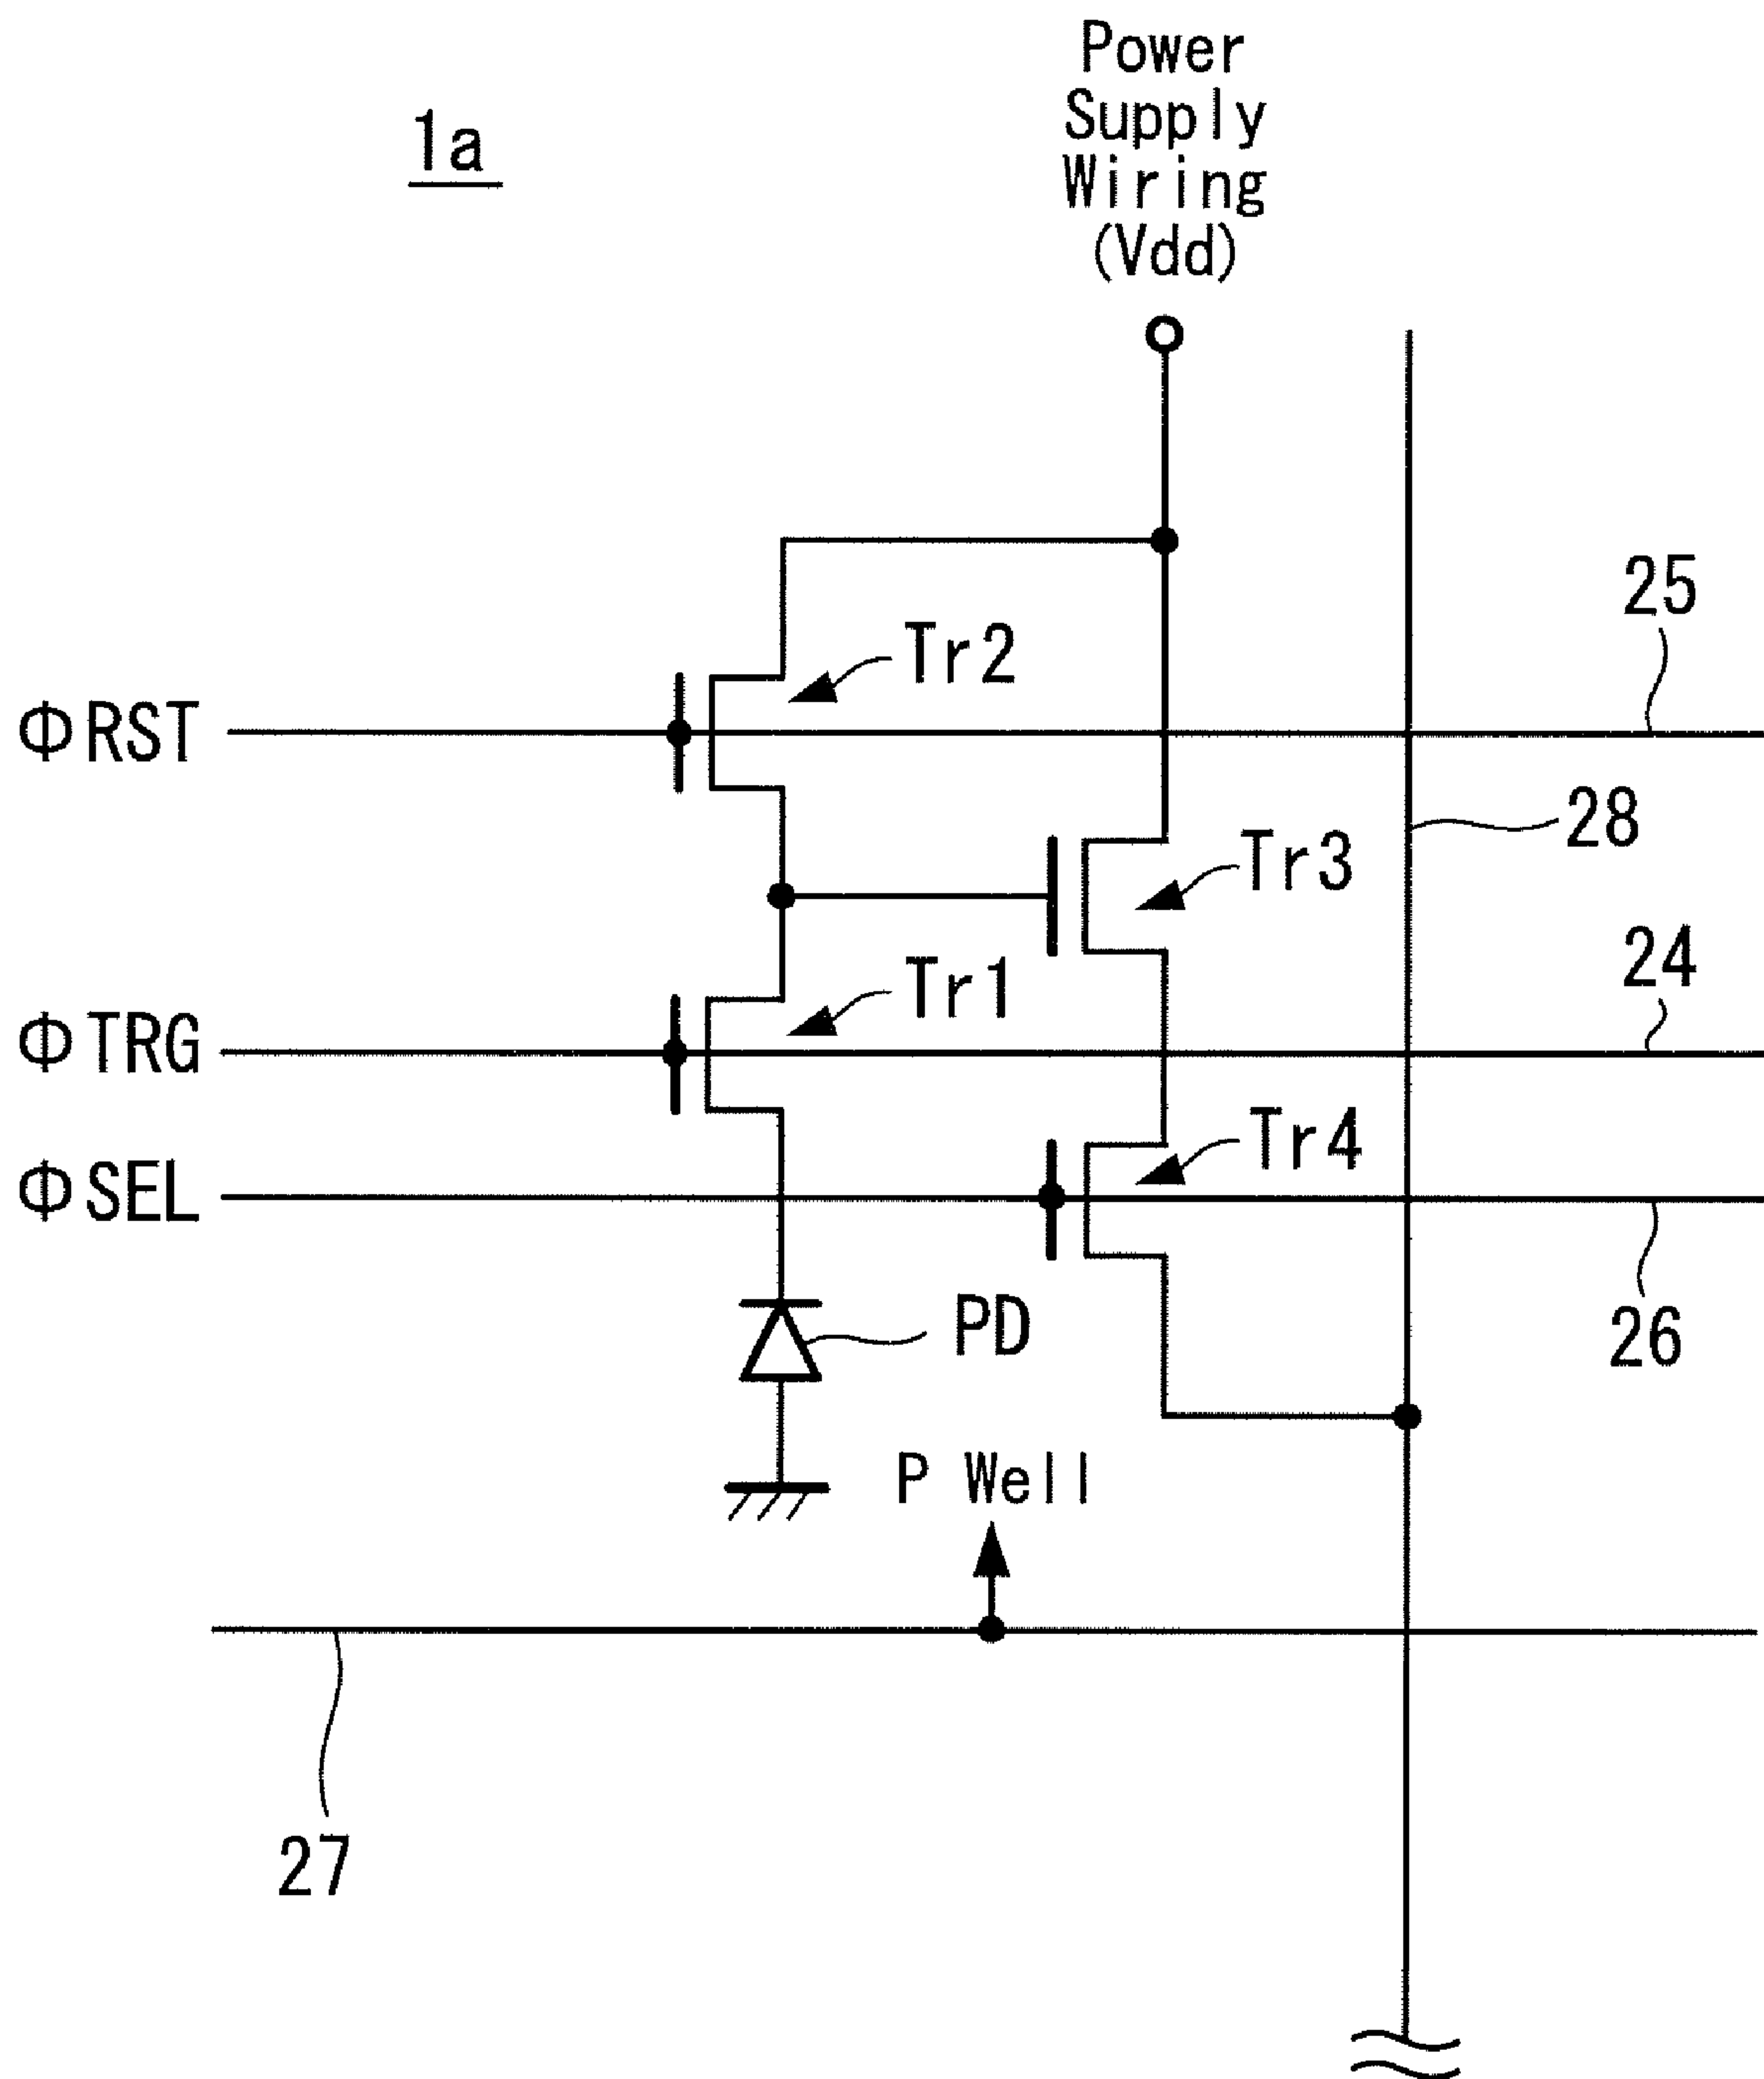 1a
Power
Supply
Wiring
(Vdd)
25
Tr2
ΦRST
28
Tr3
24
Tr1
ΦTRG
Tr4
ΦSEL
PD
26
P Well
27